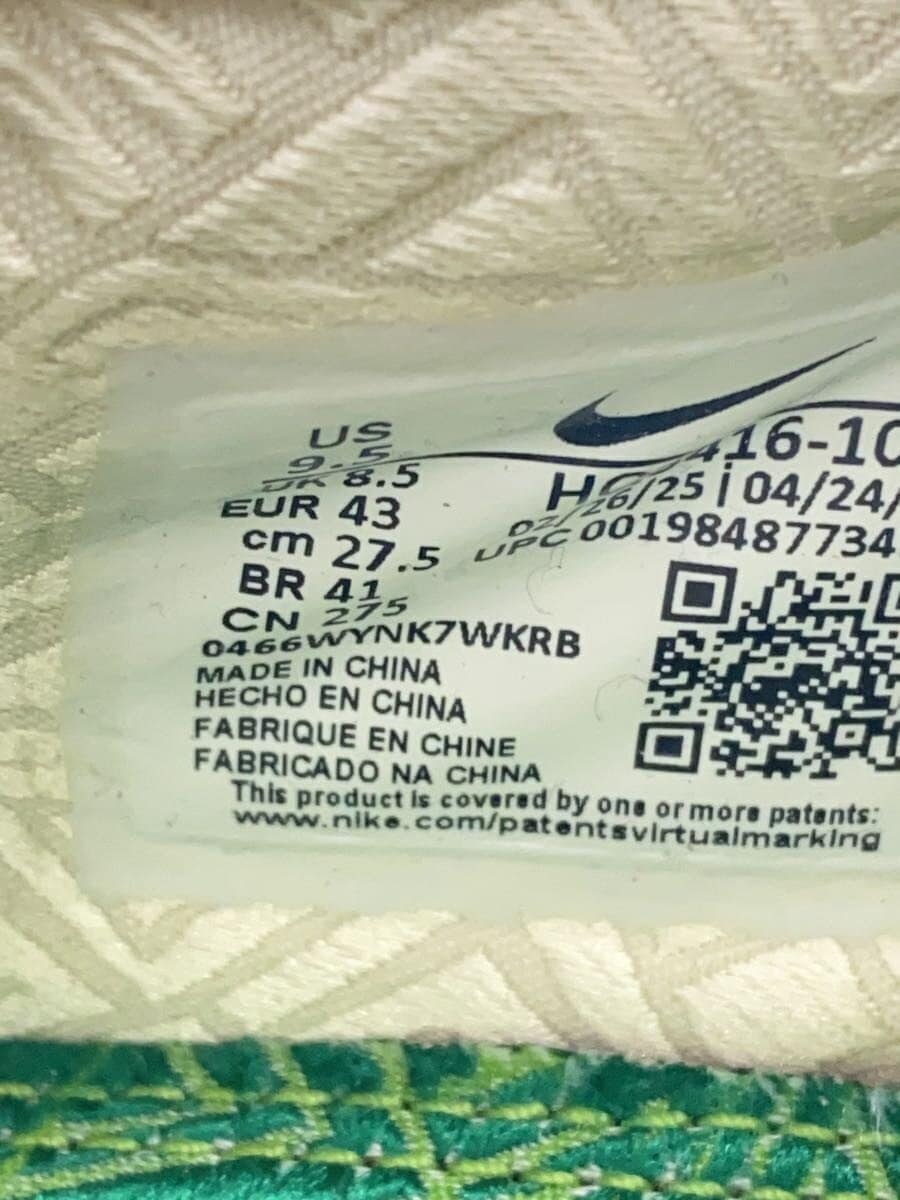 US 9.5
UK 8.5
EUR 43
cm 27.5
BR 41
CN 275
0466WYNK7WKRB
MADE IN CHINA
HECHO EN CHINA
FABRIQUE EN CHINE
FABRICADO NA CHINA
416-10
02/26/25 | 04/24/
UPC 00198487734
This product is covered by one or more patents:
www.nike.com/patentsvirtualmarking